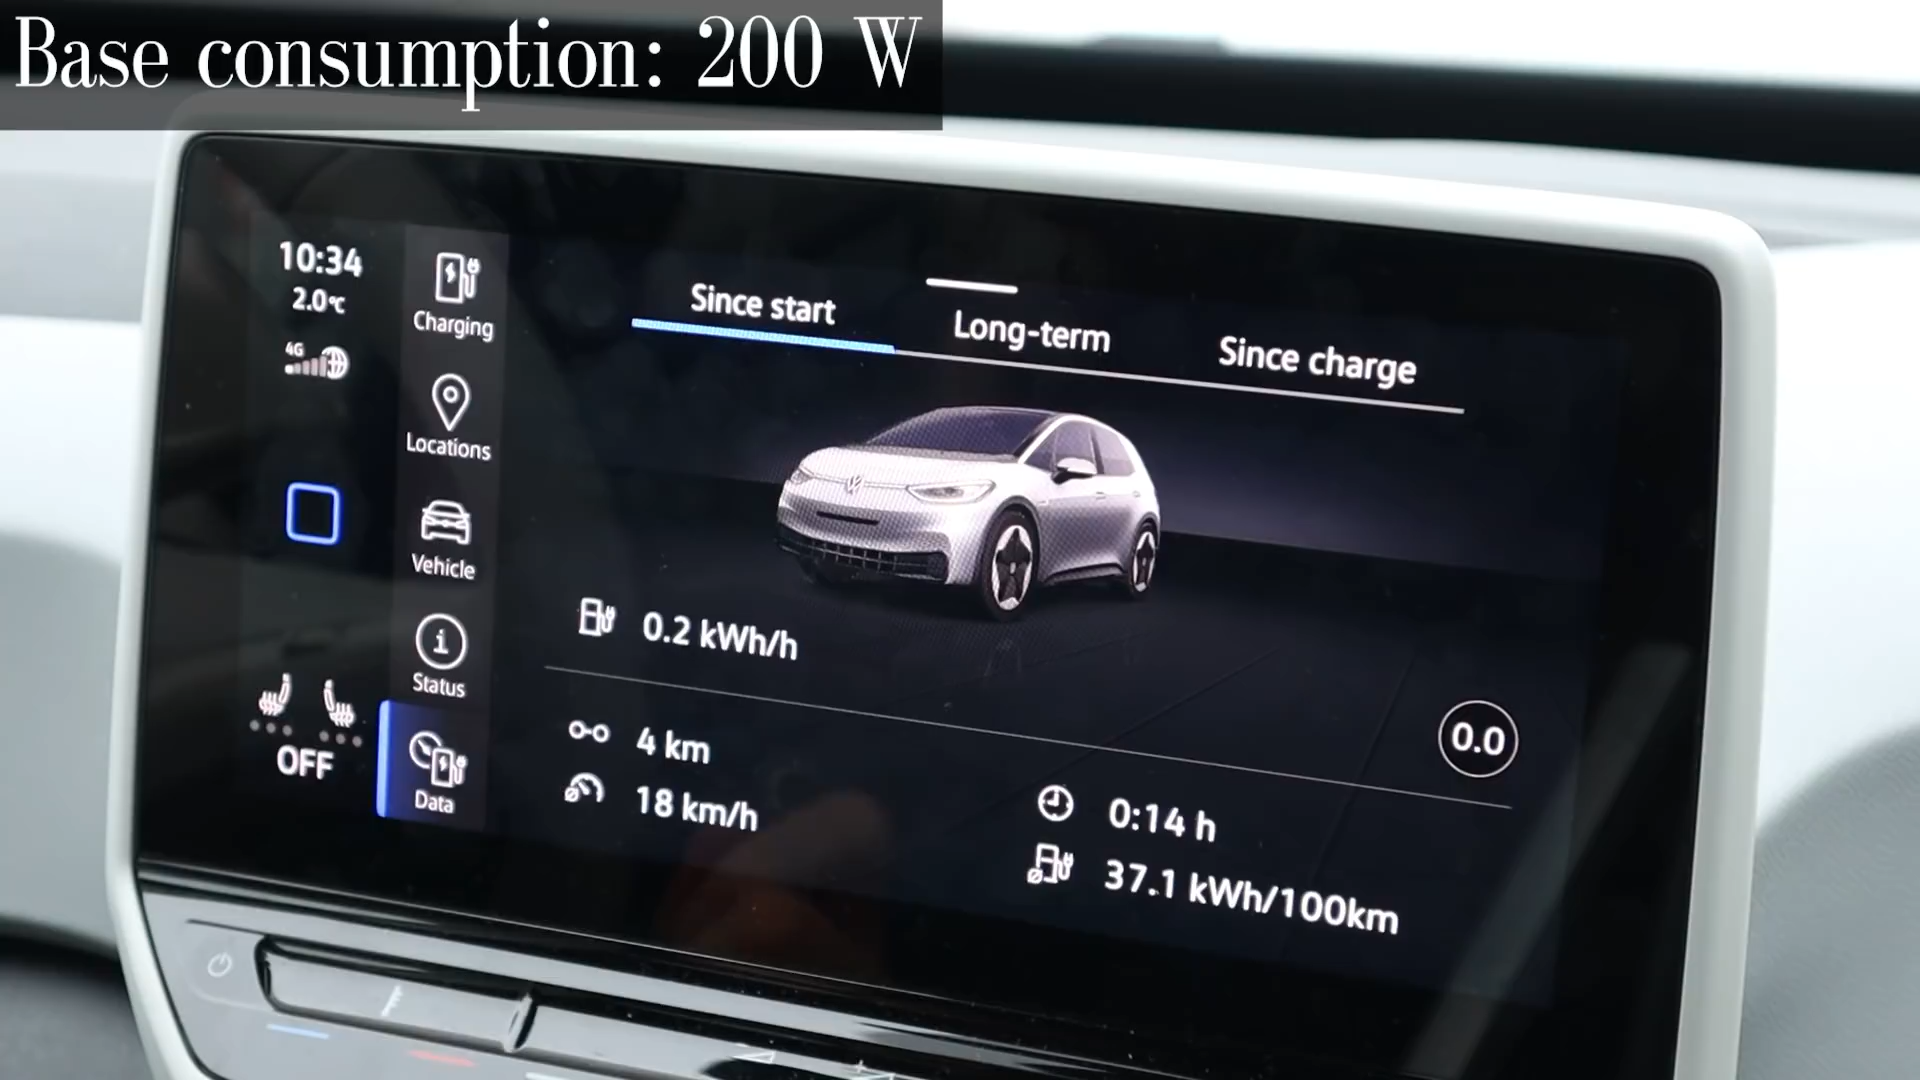 Base consumption: 200 W
10:34
2.0°C
4G
Charging
Locations
Vehicle
Status
OFF
Data
Since start
Long-term
Since charge
0.2 kWh/h
4 km
18 km/h
0.0
0:14 h
37.1 kWh/100km